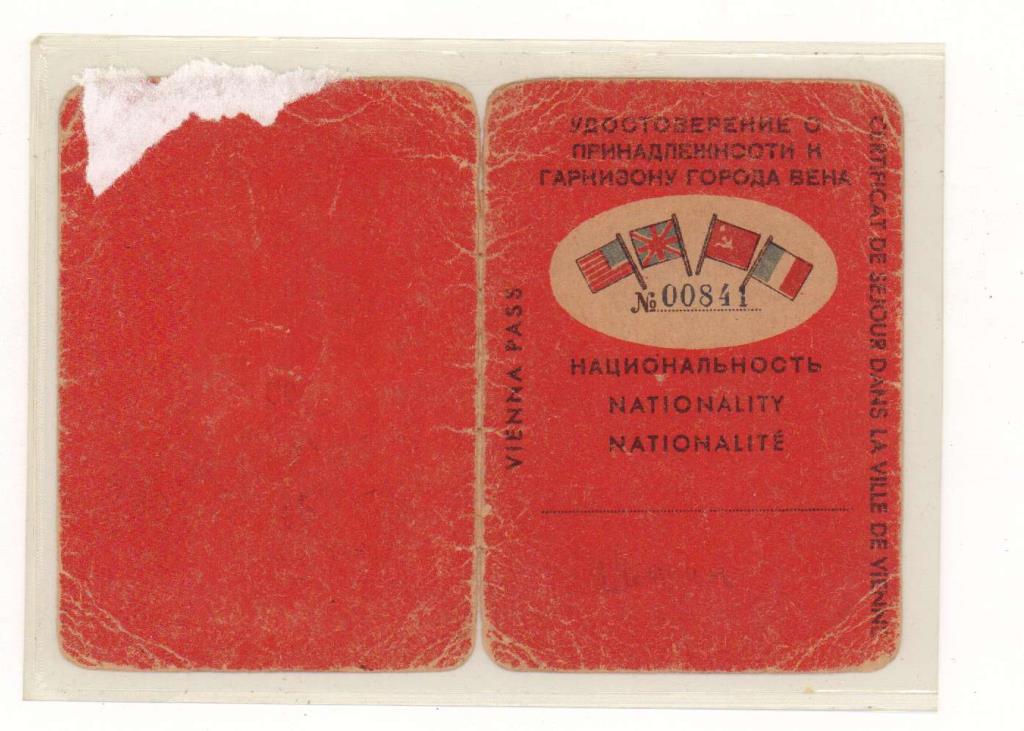 УДОСТОВЕРЕНИЕ О
ПРИНАДЛЕЖНОСТИ К
ГАРНИЗОНУ ГОРОДА ВЕНА
№ 00841
НАЦИОНАЛЬНОСТЬ
NATIONALITY
NATIONALITÉ
VIENNA PASS
CERTIFICAT DE SEJOUR DANS LA VILLE DE VIENNE